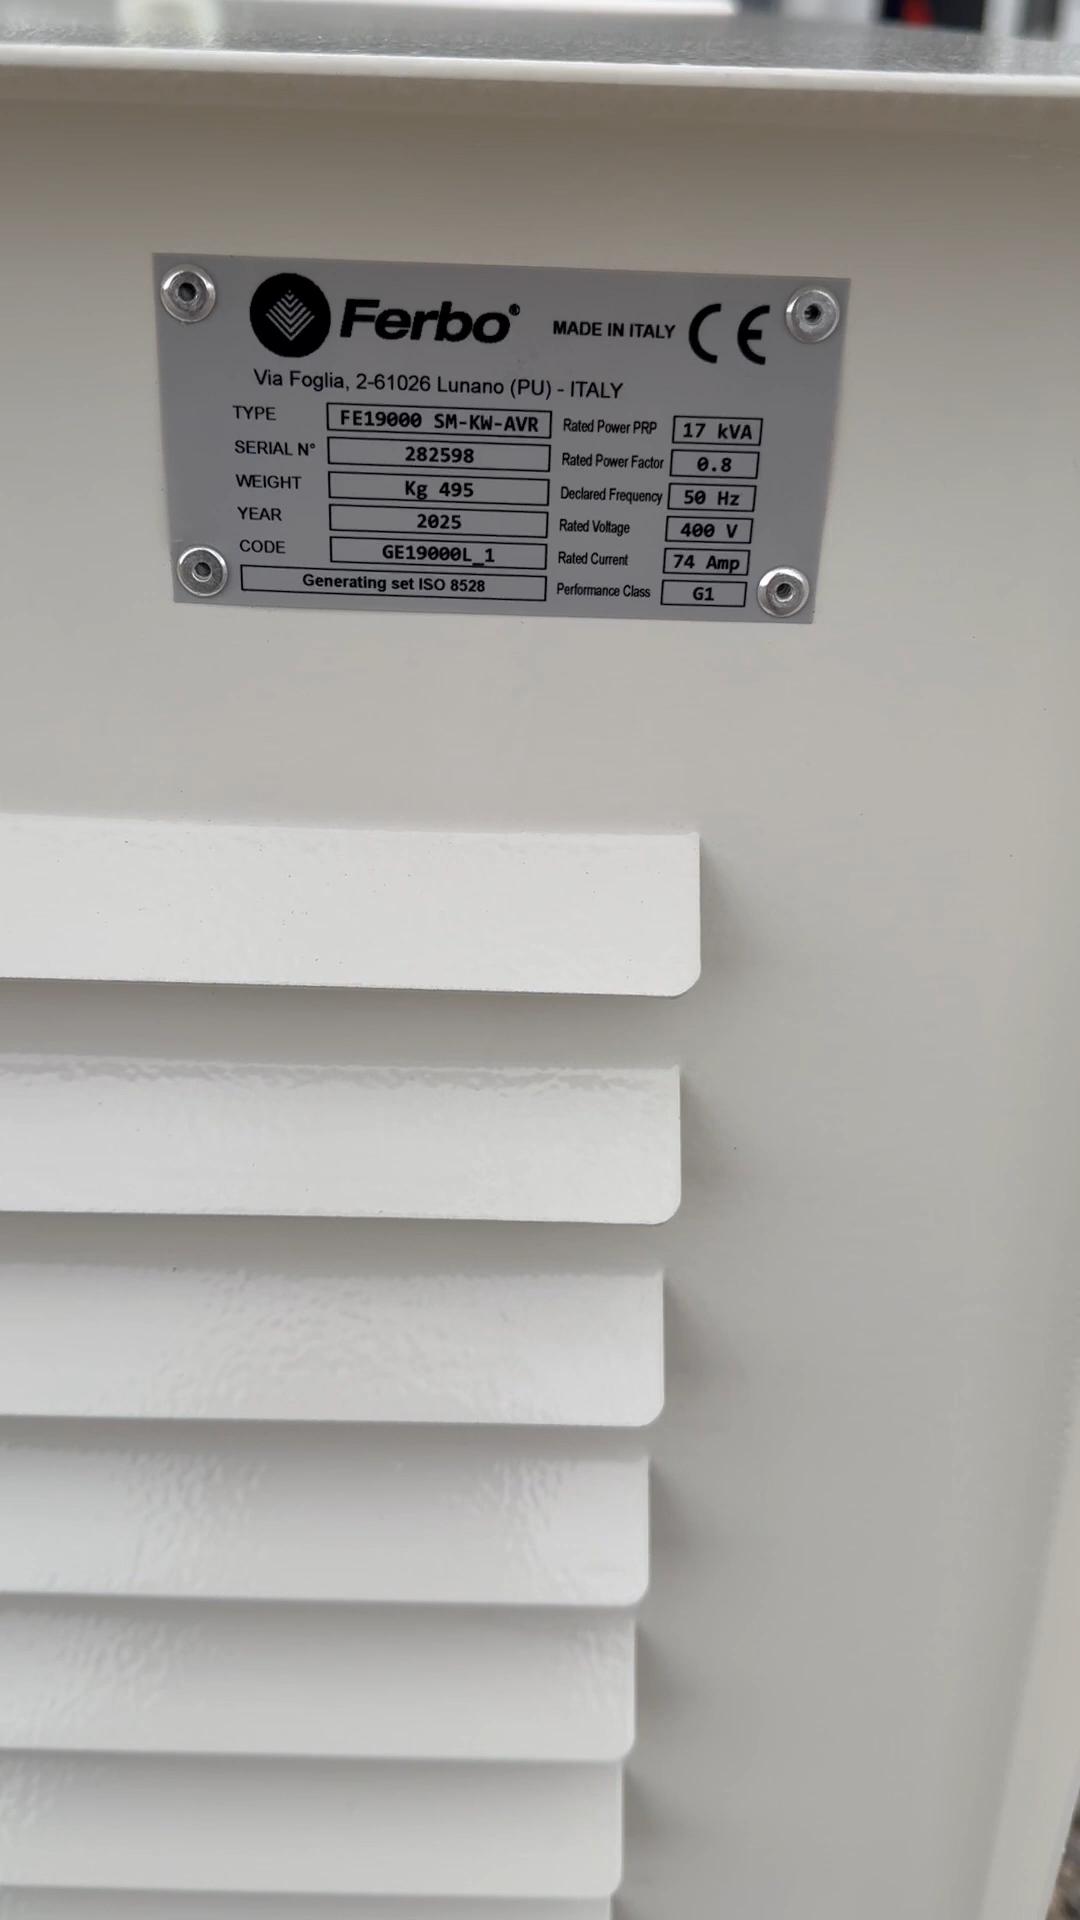 Ferbo® MADE IN ITALY CE
Via Foglia, 2-61026 Lunano (PU) - ITALY
TYPE FE19000 SM-KW-AVR Rated Power PRP 17 kVA
SERIAL N° 282598 Rated Power Factor 0.8
WEIGHT Kg 495 Declared Frequency 50 Hz
YEAR 2025 Rated Voltage 400 V
CODE GE19000L_1 Rated Current 74 Amp
Generating set ISO 8528 Performance Class G1